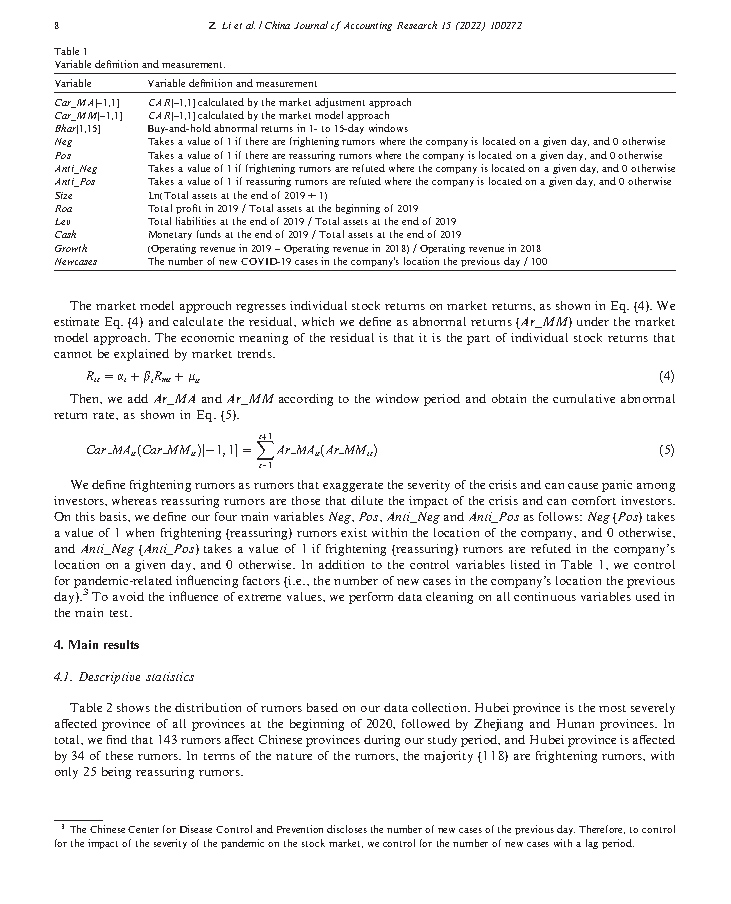 8
Z. Li et al. / China Journal of Accounting Research 15 (2022) 100272
Table 1
Variable definition and measurement.
Variable Variable definition and measurement
Car_MA[–1,1] CAR[–1,1] calculated by the market adjustment approach
Car_MM[–1,1] CAR[–1,1] calculated by the market model approach
Bhar[1,15] Buy-and-hold abnormal returns in 1- to 15-day windows
Neg Takes a value of 1 if there are frightening rumors where the company is located on a given day, and 0 otherwise
Pos Takes a value of 1 if there are reassuring rumors where the company is located on a given day, and 0 otherwise
Anti_Neg Takes a value of 1 if frightening rumors are refuted where the company is located on a given day, and 0 otherwise
Anti_Pos Takes a value of 1 if reassuring rumors are refuted where the company is located on a given day, and 0 otherwise
Size Ln(Total assets at the end of 2019 + 1)
Roa Total profit in 2019 / Total assets at the beginning of 2019
Lev Total liabilities at the end of 2019 / Total assets at the end of 2019
Cash Monetary funds at the end of 2019 / Total assets at the end of 2019
Growth (Operating revenue in 2019 – Operating revenue in 2018) / Operating revenue in 2018
Newcases The number of new COVID-19 cases in the company's location the previous day / 100
The market model approach regresses individual stock returns on market returns, as shown in Eq. (4). We
estimate Eq. (4) and calculate the residual, which we define as abnormal returns (Ar_MM) under the market
model approach. The economic meaning of the residual is that it is the part of individual stock returns that
cannot be explained by market trends.
R_it = α_i + β_i R_mt + μ_it (4)
Then, we add Ar_MA and Ar_MM according to the window period and obtain the cumulative abnormal
return rate, as shown in Eq. (5).
Car_MA_it(Car_MM_it)[−1, 1] = ∑_{t−1}^{t+1} Ar_MA_it(Ar_MM_it) (5)
We define frightening rumors as rumors that exaggerate the severity of the crisis and can cause panic among
investors, whereas reassuring rumors are those that dilute the impact of the crisis and can comfort investors.
On this basis, we define our four main variables Neg, Pos, Anti_Neg and Anti_Pos as follows: Neg (Pos) takes
a value of 1 when frightening (reassuring) rumors exist within the location of the company, and 0 otherwise,
and Anti_Neg (Anti_Pos) takes a value of 1 if frightening (reassuring) rumors are refuted in the company's
location on a given day, and 0 otherwise. In addition to the control variables listed in Table 1, we control
for pandemic-related influencing factors (i.e., the number of new cases in the company's location the previous
day).3 To avoid the influence of extreme values, we perform data cleaning on all continuous variables used in
the main test.
4. Main results
4.1. Descriptive statistics
Table 2 shows the distribution of rumors based on our data collection. Hubei province is the most severely
affected province of all provinces at the beginning of 2020, followed by Zhejiang and Hunan provinces. In
total, we find that 143 rumors affect Chinese provinces during our study period, and Hubei province is affected
by 34 of these rumors. In terms of the nature of the rumors, the majority (118) are frightening rumors, with
only 25 being reassuring rumors.
3 The Chinese Center for Disease Control and Prevention discloses the number of new cases of the previous day. Therefore, to control
for the impact of the severity of the pandemic on the stock market, we control for the number of new cases with a lag period.